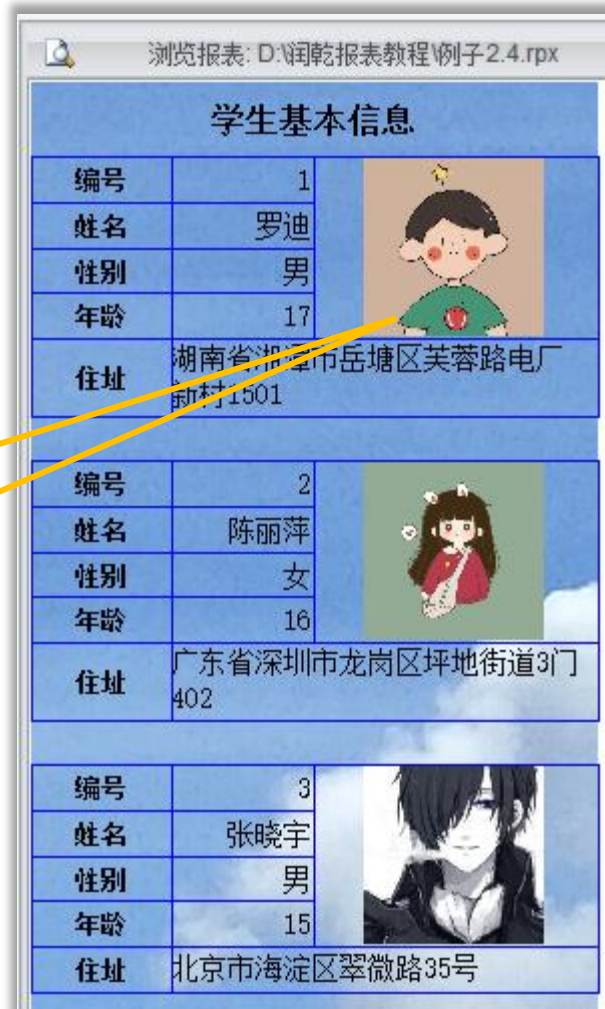 浏览报表: D:\润乾报表教程\例子2.4.rpx
学生基本信息
编号 1
姓名 罗迪
性别 男
年龄 17
住址 湖南省湘潭市岳塘区芙蓉路电厂
新村1501
编号 2
姓名 陈丽萍
性别 女
年龄 16
住址 广东省深圳市龙岗区坪地街道3门
402
编号 3
姓名 张晓宇
性别 男
年龄 15
住址 北京市海淀区翠微路35号